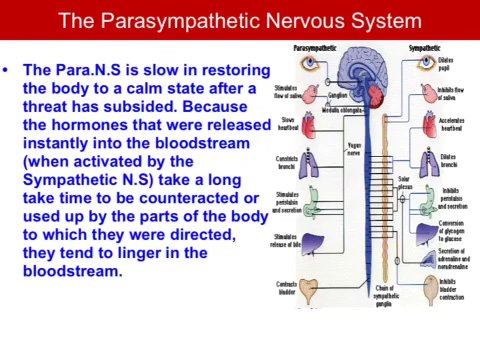 The Parasympathetic Nervous System
• The Para.N.S is slow in restoring
the body to a calm state after a
threat has subsided. Because
the hormones that were released
instantly into the bloodstream
(when activated by the
Sympathetic N.S) take a long
take time to be counteracted or
used up by the parts of the body
to which they were directed,
they tend to linger in the
bloodstream.
Parasympathetic
Stimulates
flow of saliva
Ganglion
Medulla oblongata
Slows
heartbeat
Vagus
nerve
Constricts
bronchi
Stimulates
peristalsis
and secretion
Stimulates
release of bile
Contracts
bladder
Sympathetic
Dilates
pupil
Inhibits flow
of saliva
Accelerates
heartbeat
Dilates
bronchi
Solar
plexus
Inhibits
peristalsis
and secretion
Conversion
of glycogen
to glucose
Secretion of
adrenaline and
noradrenaline
Inhibits
bladder
contraction
Chain of
sympathetic
ganglia